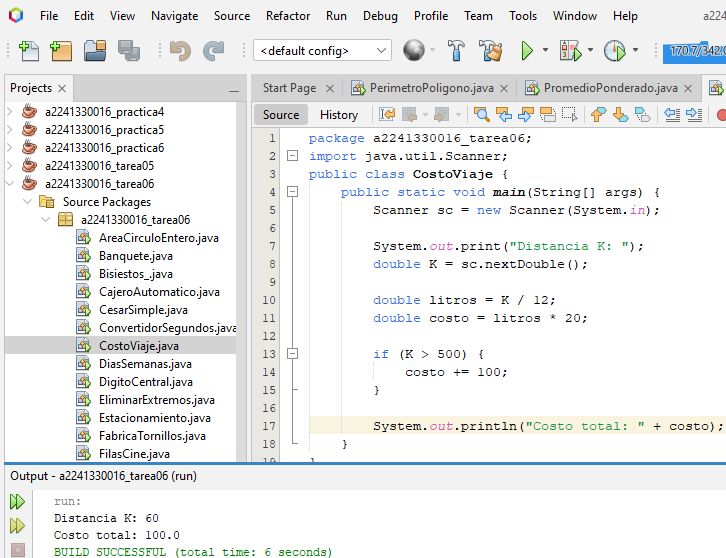 File Edit View Navigate Source Refactor Run Debug Profile Team Tools Window Help a22
<default config> 170.7/342.0
Projects
Start Page PerimetroPoligono.java PromedioPonderado.java
Source History
a2241330016_practica4
a2241330016_practica5
a2241330016_practica6
a2241330016_tarea05
a2241330016_tarea06
Source Packages
a2241330016_tarea06
AreaCirculoEntero.java
Banquete.java
Bisiestos_.java
CajeroAutomatico.java
CesarSimple.java
ConvertidorSegundos.java
CostoViaje.java
DiasSemanas.java
DigitoCentral.java
EliminarExtremos.java
Estacionamiento.java
FabricaTornillos.java
FilasCine.java
1 package a2241330016_tarea06;
2 import java.util.Scanner;
3 public class CostoViaje {
4 public static void main(String[] args) {
5 Scanner sc = new Scanner(System.in);
6
7 System.out.print("Distancia K: ");
8 double K = sc.nextDouble();
9
10 double litros = K / 12;
11 double costo = litros * 20;
12
13 if (K > 500) {
14 costo += 100;
15 }
16
17 System.out.println("Costo total: " + costo);
18 }
19 }
Output - a2241330016_tarea06 (run)
run:
Distancia K: 60
Costo total: 100.0
BUILD SUCCESSFUL (total time: 6 seconds)